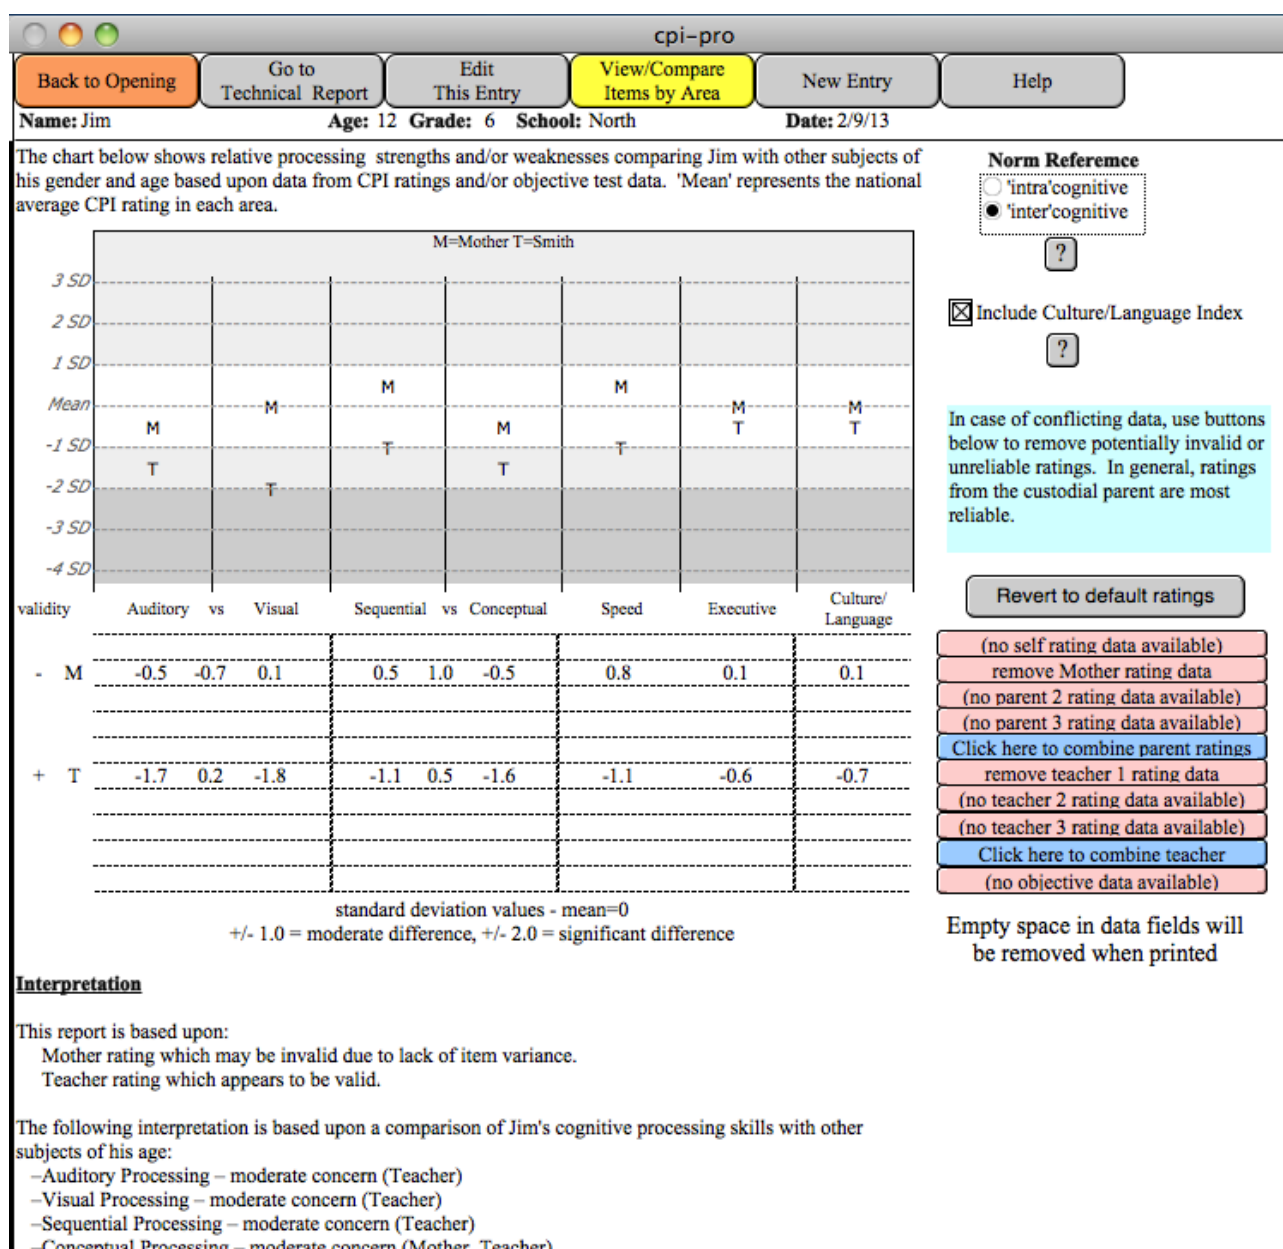 cpi-pro
Back to Opening
Go to
Technical Report
Edit
This Entry
View/Compare
Items by Area
New Entry
Help
Name: Jim Age: 12 Grade: 6 School: North Date: 2/9/13
The chart below shows relative processing strengths and/or weaknesses comparing Jim with other subjects of
his gender and age based upon data from CPI ratings and/or objective test data. 'Mean' represents the national
average CPI rating in each area.
Norm Reference
'intra'cognitive
'inter'cognitive
?
Include Culture/Language Index
?
In case of conflicting data, use buttons
below to remove potentially invalid or
unreliable ratings. In general, ratings
from the custodial parent are most
reliable.
M=Mother T=Smith
3 SD
2 SD
1 SD
M M
Mean M M M
M M T T
-1 SD T T
T T
-2 SD T
-3 SD
-4 SD
validity Auditory vs Visual Sequential vs Conceptual Speed Executive Culture/
Language
- M -0.5 -0.7 0.1 0.5 1.0 -0.5 0.8 0.1 0.1
+ T -1.7 0.2 -1.8 -1.1 0.5 -1.6 -1.1 -0.6 -0.7
standard deviation values - mean=0
+/- 1.0 = moderate difference, +/- 2.0 = significant difference
Revert to default ratings
(no self rating data available)
remove Mother rating data
(no parent 2 rating data available)
(no parent 3 rating data available)
Click here to combine parent ratings
remove teacher 1 rating data
(no teacher 2 rating data available)
(no teacher 3 rating data available)
Click here to combine teacher
(no objective data available)
Empty space in data fields will
be removed when printed
Interpretation
This report is based upon:
Mother rating which may be invalid due to lack of item variance.
Teacher rating which appears to be valid.
The following interpretation is based upon a comparison of Jim's cognitive processing skills with other
subjects of his age:
–Auditory Processing – moderate concern (Teacher)
–Visual Processing – moderate concern (Teacher)
–Sequential Processing – moderate concern (Teacher)
–Conceptual Processing – moderate concern (Mother, Teacher)